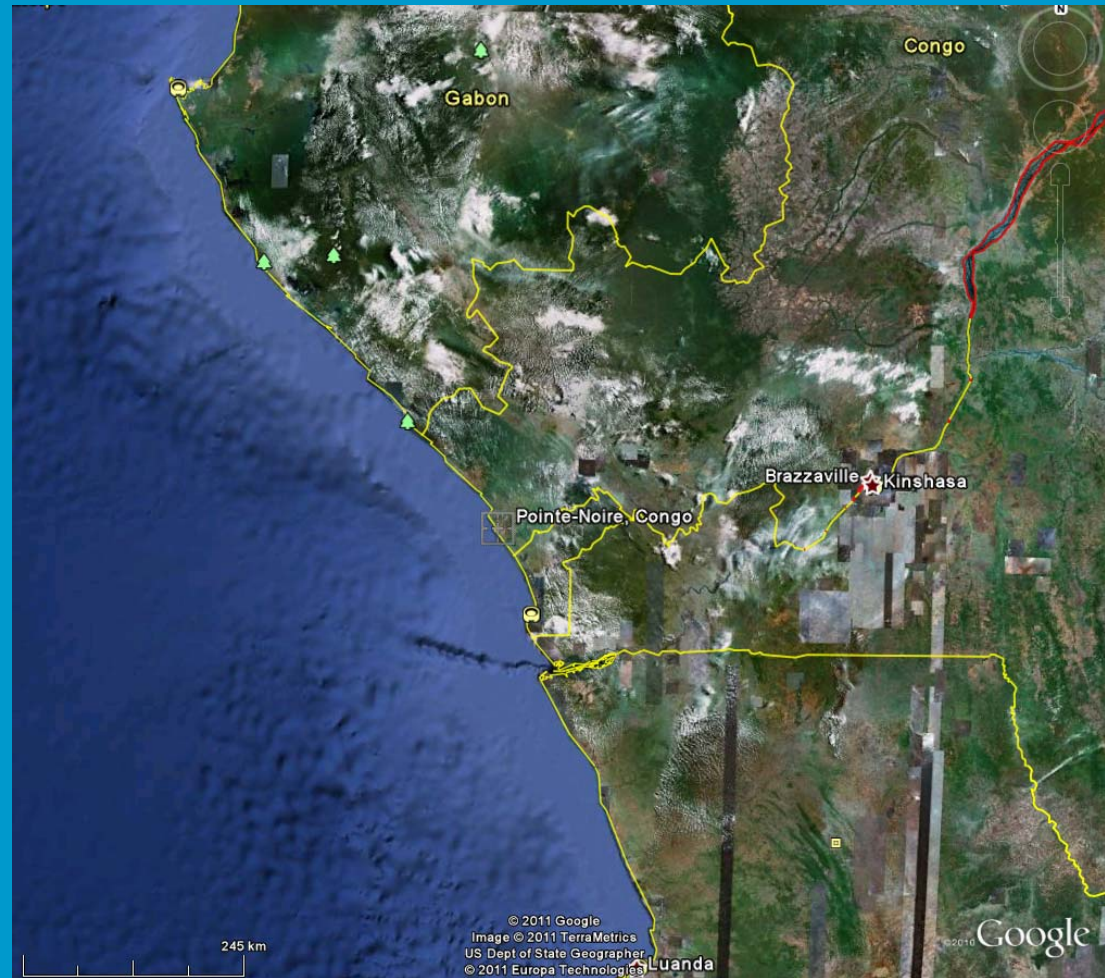 N
Congo
Gabon
Brazzaville
Kinshasa
Pointe-Noire, Congo
© 2011 Google
Image © 2011 TerraMetrics
US Dept of State Geographer
© 2011 Europa Technologies
245 km
Luanda
©2010 Google